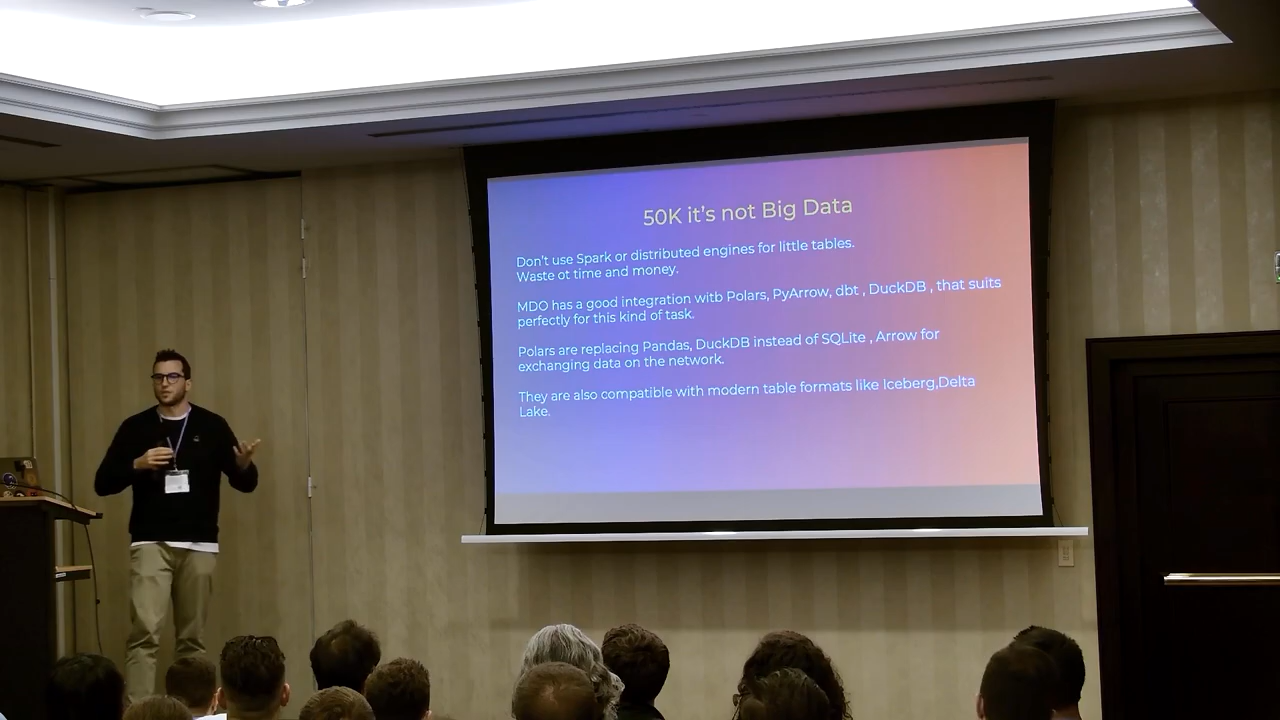 50K it's not Big Data
Don't use Spark or distributed engines for little tables.
Waste ot time and money.
MDO has a good integration witb Polars, PyArrow, dbt , DuckDB , that suits
perfectly for this kind of task.
Polars are replacing Pandas, DuckDB instead of SQLite , Arrow for
exchanging data on the network.
They are also compatible with modern table formats like Iceberg,Delta
Lake.